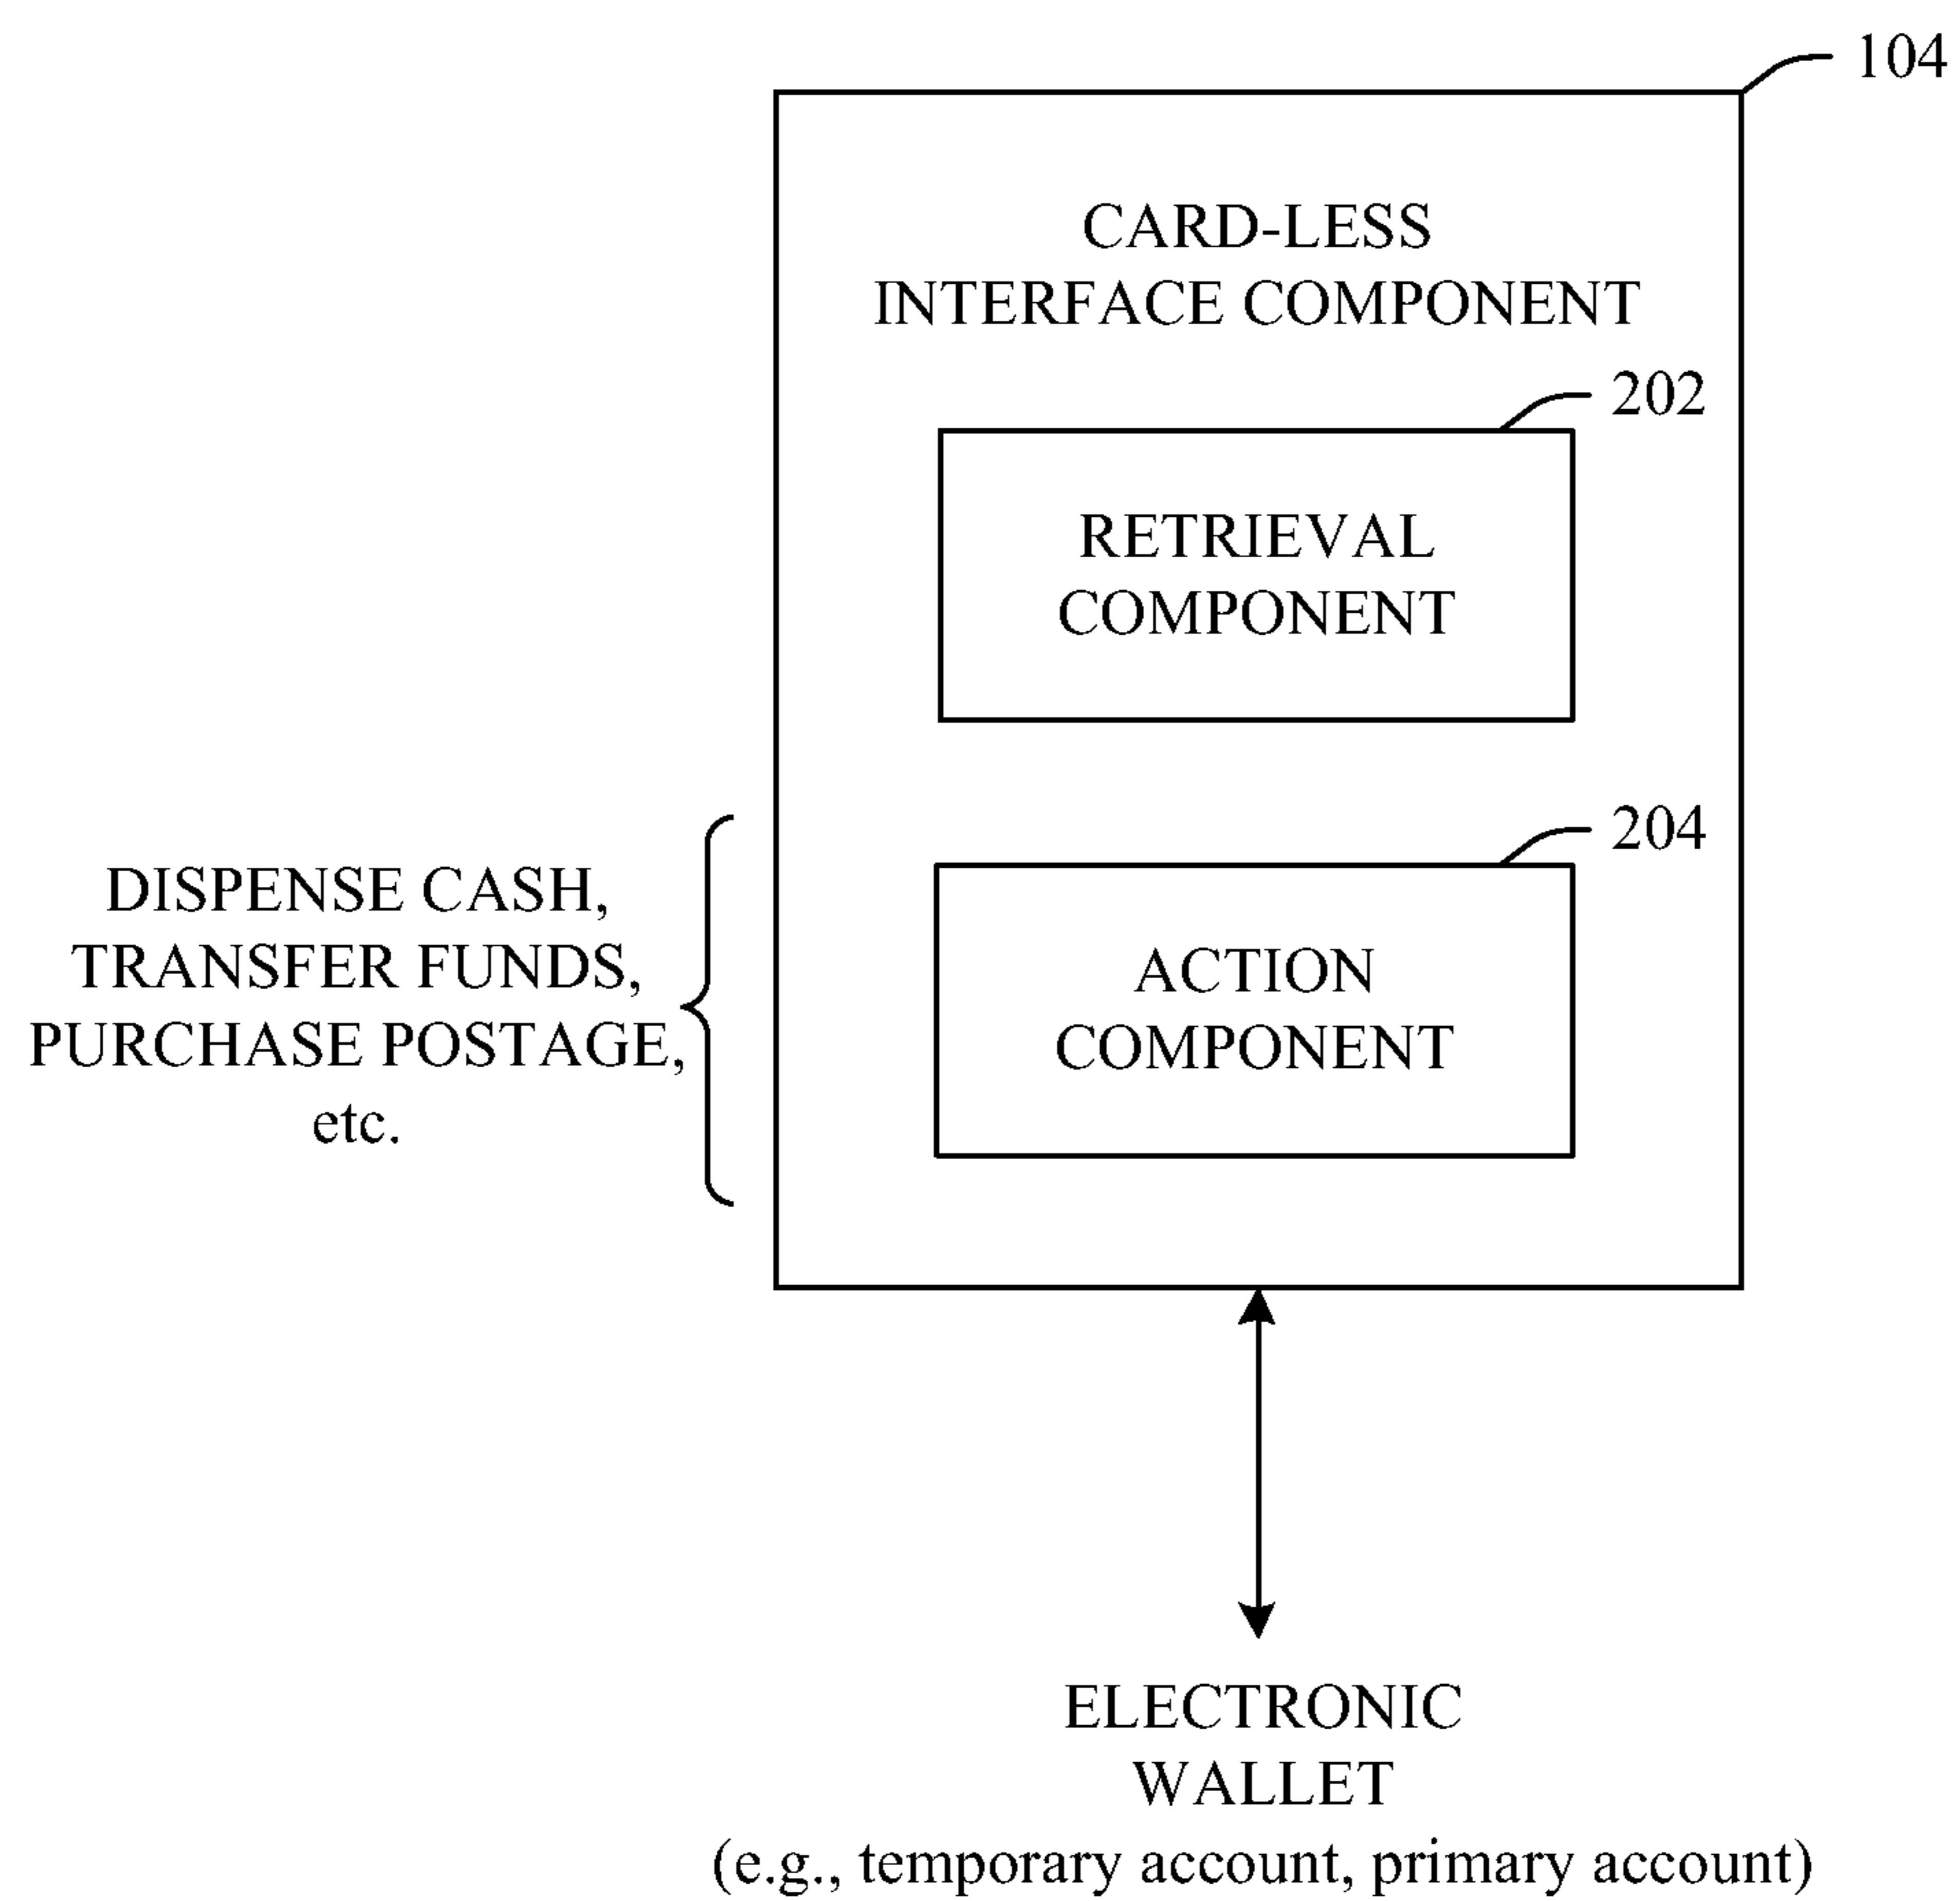 104
CARD-LESS
INTERFACE COMPONENT
202
RETRIEVAL
COMPONENT
204
ACTION
COMPONENT
DISPENSE CASH,
TRANSFER FUNDS,
PURCHASE POSTAGE,
etc.
ELECTRONIC
WALLET
(e.g., temporary account, primary account)